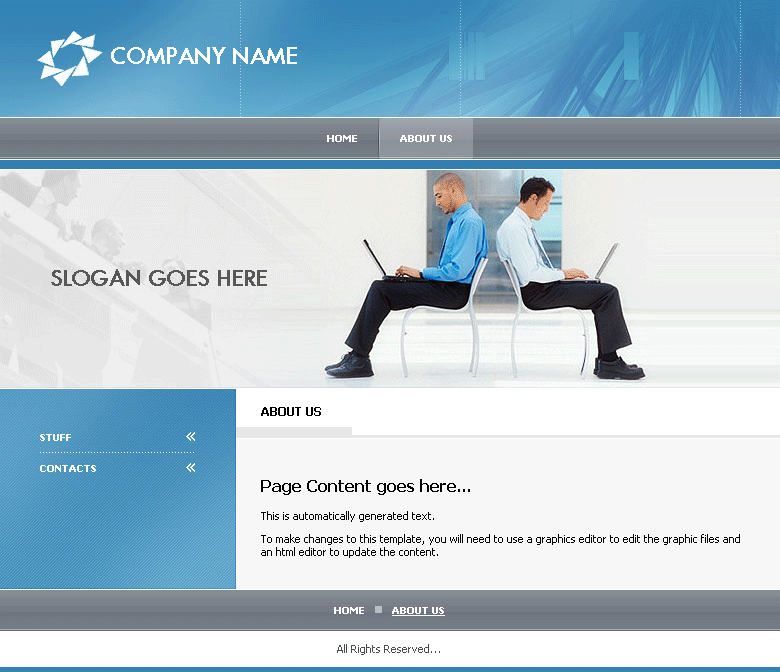 COMPANY NAME
HOME
ABOUT US
SLOGAN GOES HERE
STUFF
CONTACTS
ABOUT US
Page Content goes here...
This is automatically generated text.
To make changes to this template, you will need to use a graphics editor to edit the graphic files and
an html editor to update the content.
HOME
ABOUT US
All Rights Reserved...